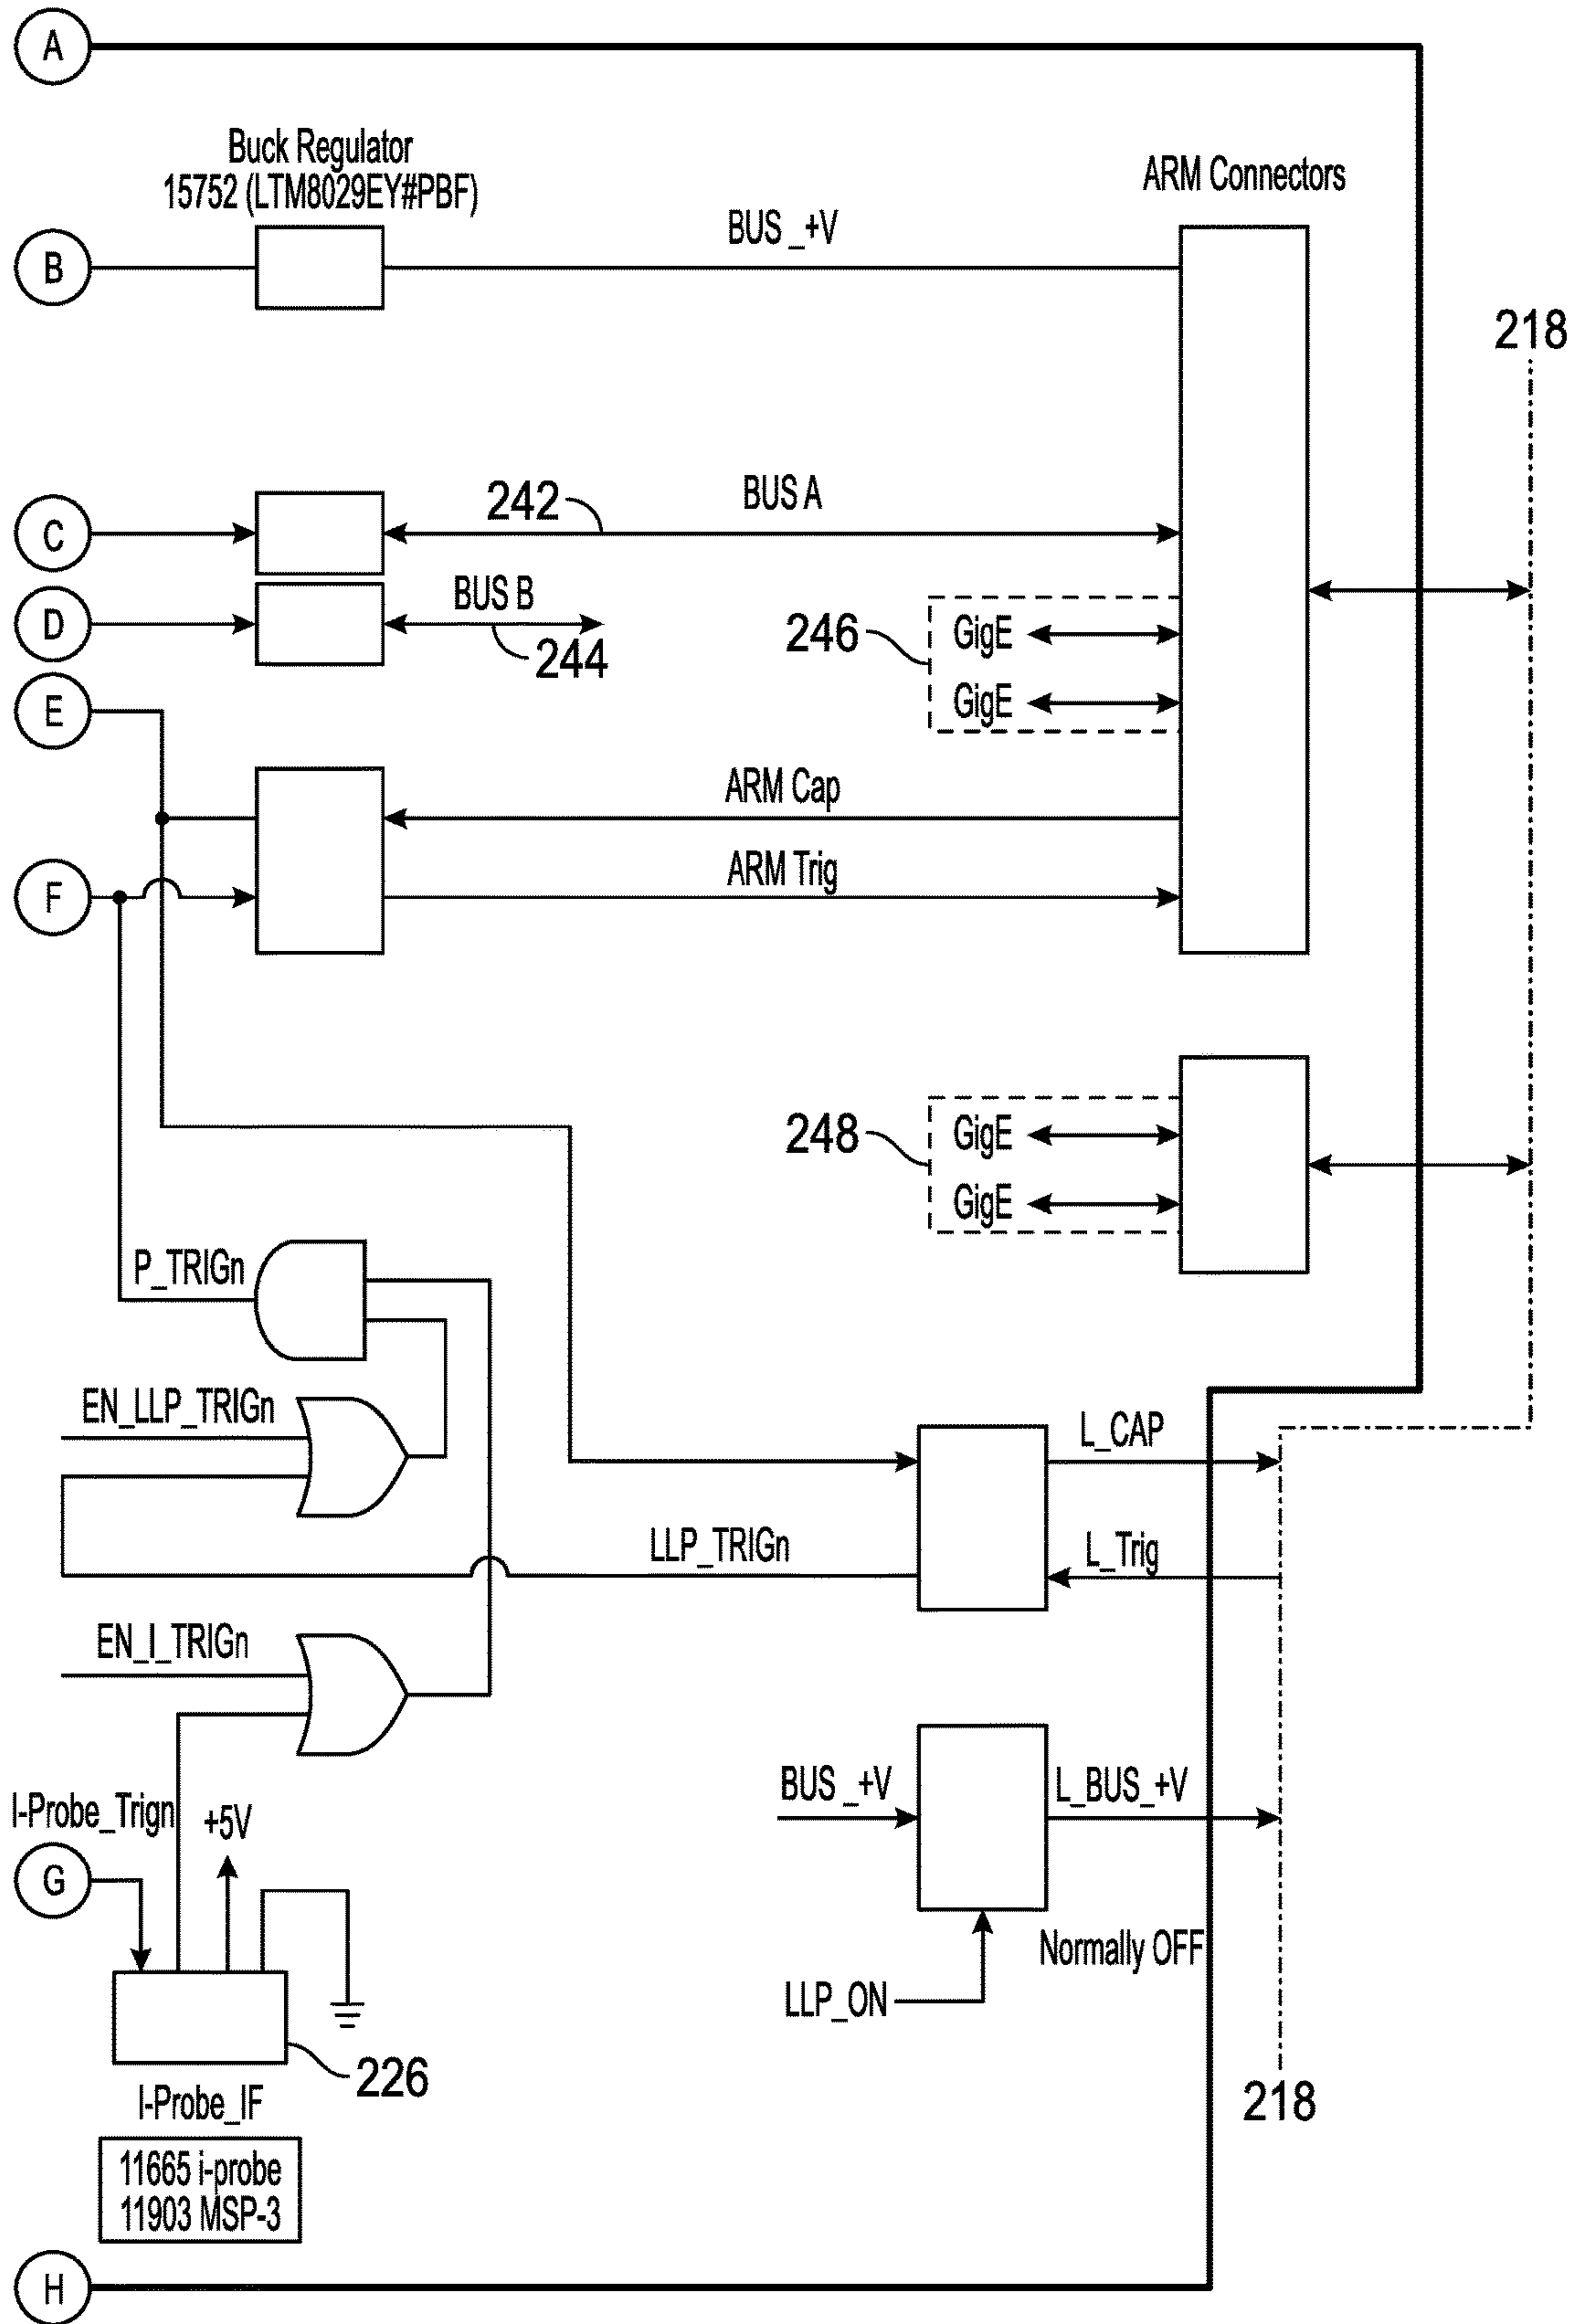 A
Buck Regulator
15752 (LTM8029EY#PBF)
ARM Connectors
B
BUS _+V
218
C
242
BUS A
D
BUS B
244
246
GigE
E
GigE
ARM Cap
F
ARM Trig
248
GigE
GigE
P_TRIGn
EN_LLP_TRIGn
L_CAP
LLP_TRIGn
L_Trig
EN_I_TRIGn
I-Probe_Trign
+5V
BUS _+V
L_BUS_+V
G
Normally OFF
LLP_ON
226
218
I-Probe_IF
11665 i-probe
11903 MSP-3
H